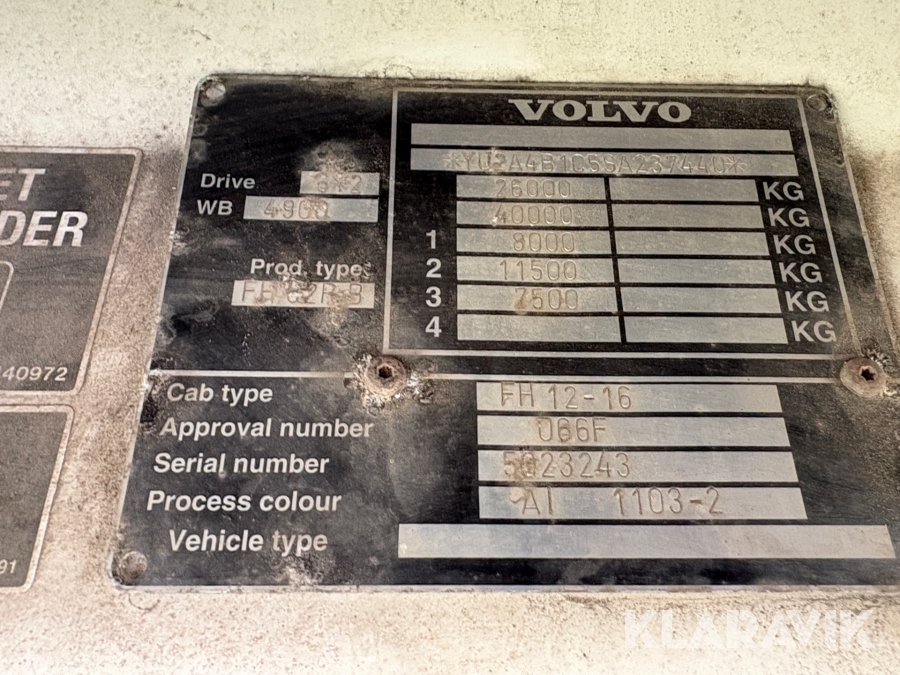 VOLVO
Drive
26000 KG
WB 4900
40000 KG
1 8000 KG
2 11500 KG
Prod. type
3 7500 KG
4 KG
Cab type FH 12-16
Approval number 066F
Serial number 5023243
Process colour AI 1103-2
Vehicle type
ET
DER
40972
91
KLARAVIK